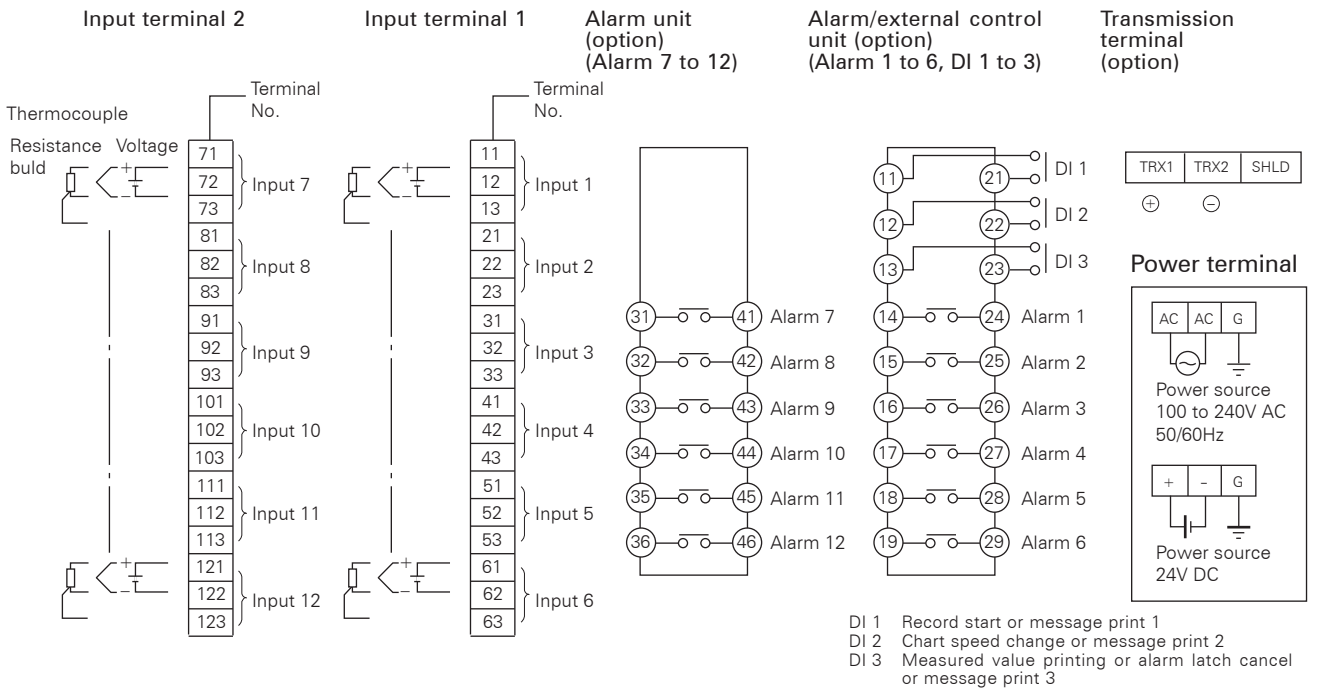 Input terminal 2
Thermocouple
Resistance
buld
Voltage
+
−
+
−
Terminal
No.
71
72
73
Input 7
81
82
83
Input 8
91
92
93
Input 9
101
102
103
Input 10
111
112
113
Input 11
121
122
123
Input 12
Input terminal 1
+
−
+
−
Terminal
No.
11
12
13
Input 1
21
22
23
Input 2
31
32
33
Input 3
41
42
43
Input 4
51
52
53
Input 5
61
62
63
Input 6
Alarm unit
(option)
(Alarm 7 to 12)
31 41 Alarm 7
32 42 Alarm 8
33 43 Alarm 9
34 44 Alarm 10
35 45 Alarm 11
36 46 Alarm 12
Alarm/external control
unit (option)
(Alarm 1 to 6, DI 1 to 3)
11 21 DI 1
12 22 DI 2
13 23 DI 3
14 24 Alarm 1
15 25 Alarm 2
16 26 Alarm 3
17 27 Alarm 4
18 28 Alarm 5
19 29 Alarm 6
DI 1 Record start or message print 1
DI 2 Chart speed change or message print 2
DI 3 Measured value printing or alarm latch cancel
or message print 3
Transmission
terminal
(option)
TRX1 TRX2 SHLD
+ −
Power terminal
AC AC G
Power source
100 to 240V AC
50/60Hz
+ − G
Power source
24V DC